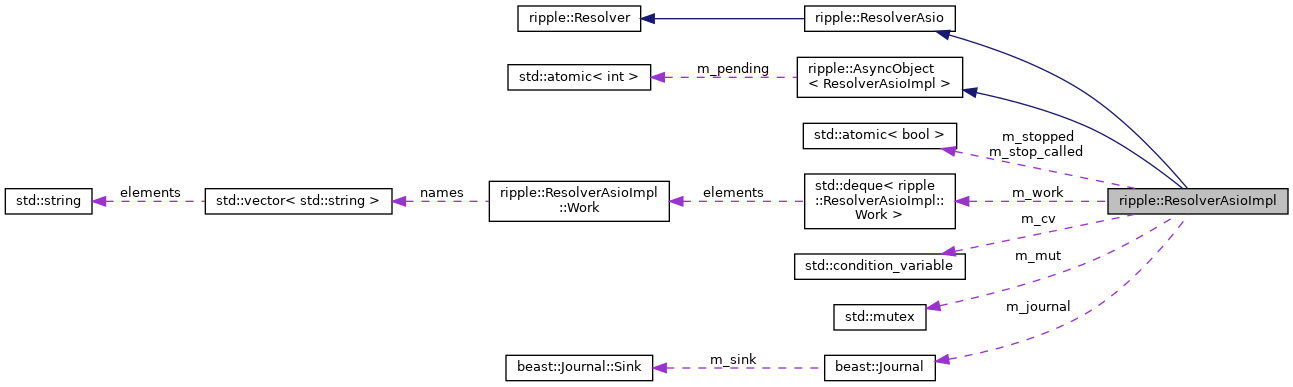 ripple::Resolver
ripple::ResolverAsio
std::atomic< int >
m_pending
ripple::AsyncObject
< ResolverAsioImpl >
std::atomic< bool >
m_stopped
m_stop_called
std::string
elements
std::vector< std::string >
names
ripple::ResolverAsioImpl
::Work
elements
std::deque< ripple
::ResolverAsioImpl::
Work >
m_work
ripple::ResolverAsioImpl
m_cv
std::condition_variable
m_mut
std::mutex
m_journal
beast::Journal::Sink
m_sink
beast::Journal